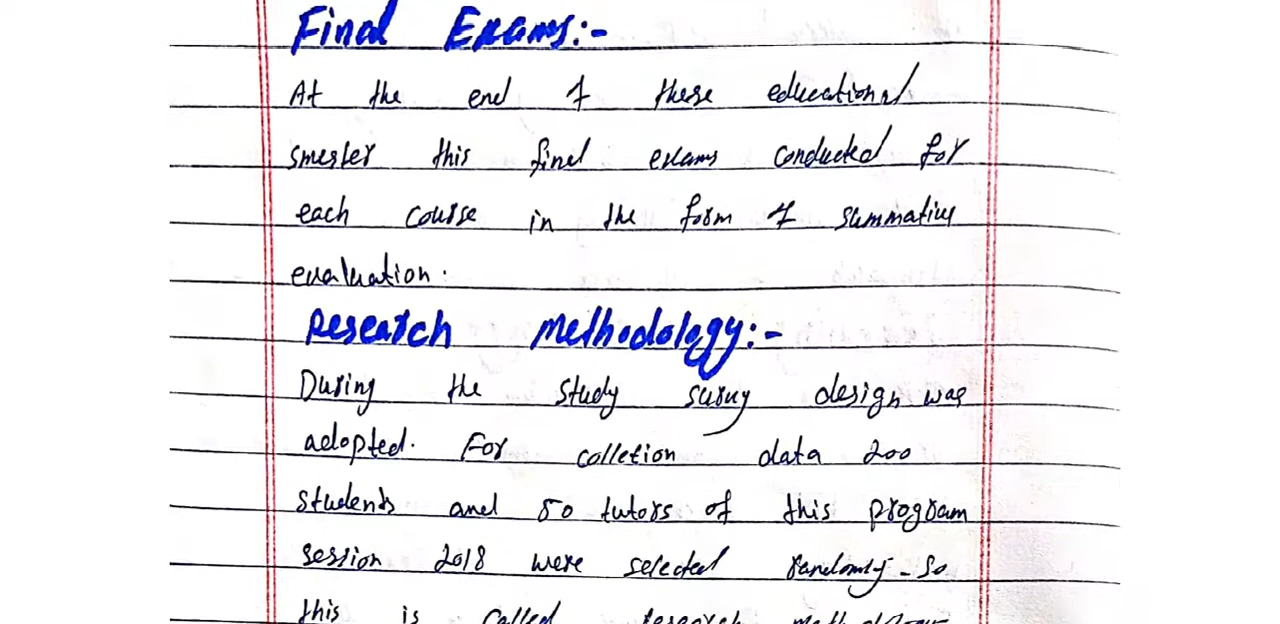 Final Exams:-
At the end of these educational
smester this final exams conducted for
each course in the form of summative
evaluation.
Research Methodology:-
During the study survey design was
adopted. For colletion data 200
students and 50 tutors of this program
session 2018 were selected randomly - So
this is called research methodology